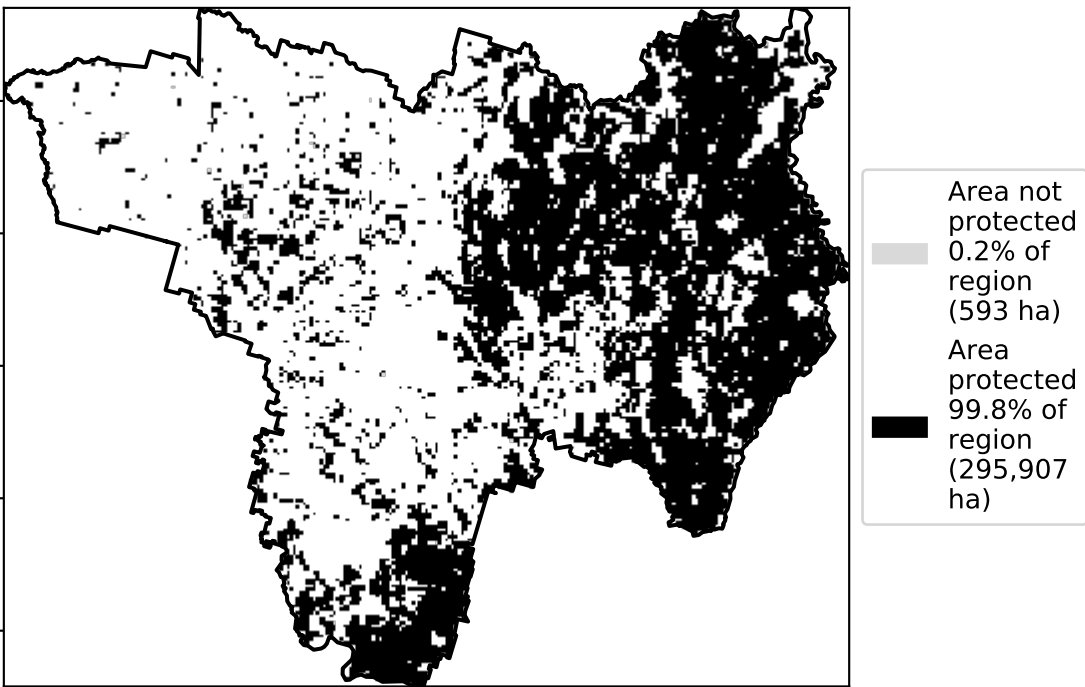 Area not
protected
0.2% of
region
(593 ha)
Area
protected
99.8% of
region
(295,907
ha)